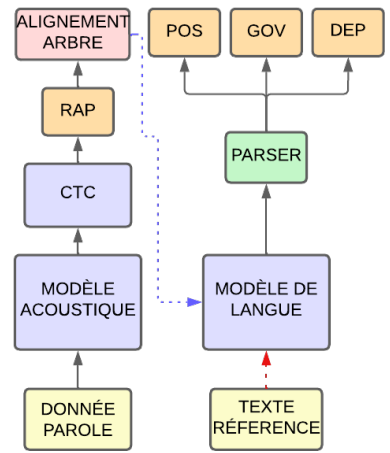 ALIGNEMENT
ARBRE
POS
GOV
DEP
RAP
PARSER
CTC
MODÈLE
ACOUSTIQUE
MODÈLE DE
LANGUE
DONNÉE
PAROLE
TEXTE
RÉFERENCE